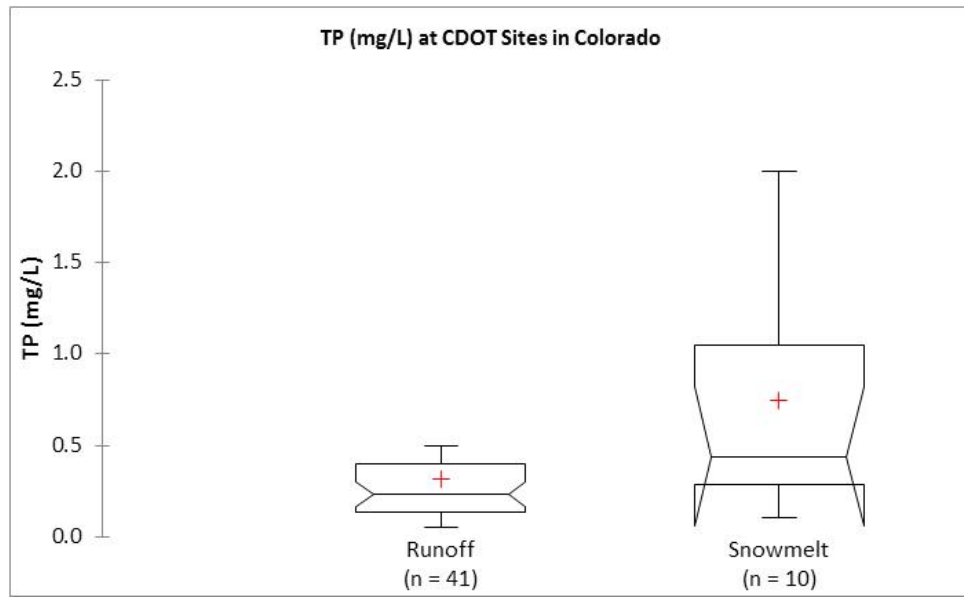 TP (mg/L) at CDOT Sites in Colorado
2.5
2.0
1.5
1.0
0.5
0.0
TP (mg/L)
Runoff
(n = 41)
Snowmelt
(n = 10)